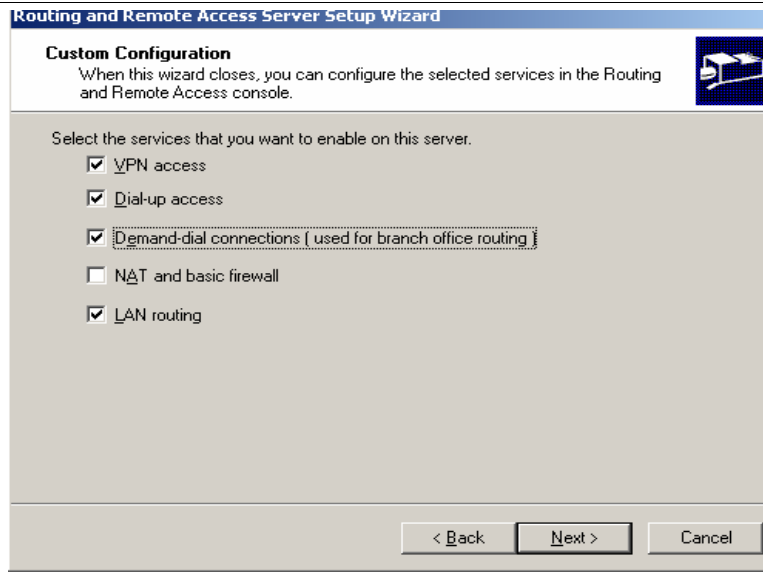 Routing and Remote Access Server Setup Wizard
Custom Configuration
When this wizard closes, you can configure the selected services in the Routing
and Remote Access console.
Select the services that you want to enable on this server.
VPN access
Dial-up access
Demand-dial connections ( used for branch office routing )
NAT and basic firewall
LAN routing
< Back
Next >
Cancel